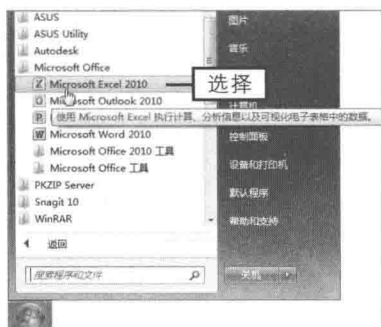 ASUS
ASUS Utility
Autodesk
Microsoft Office
Microsoft Excel 2010
Microsoft Outlook 2010
使用 Microsoft Excel 执行计算、分析信息以及可视化电子表格中的数据。
Microsoft Word 2010
Microsoft Office 2010 工具
Microsoft Office 工具
PKZIP Server
Snagit 10
WinRAR
返回
搜索程序和文件
选择
图片
音乐
计算机
控制面板
设备和打印机
默认程序
帮助和支持
关机